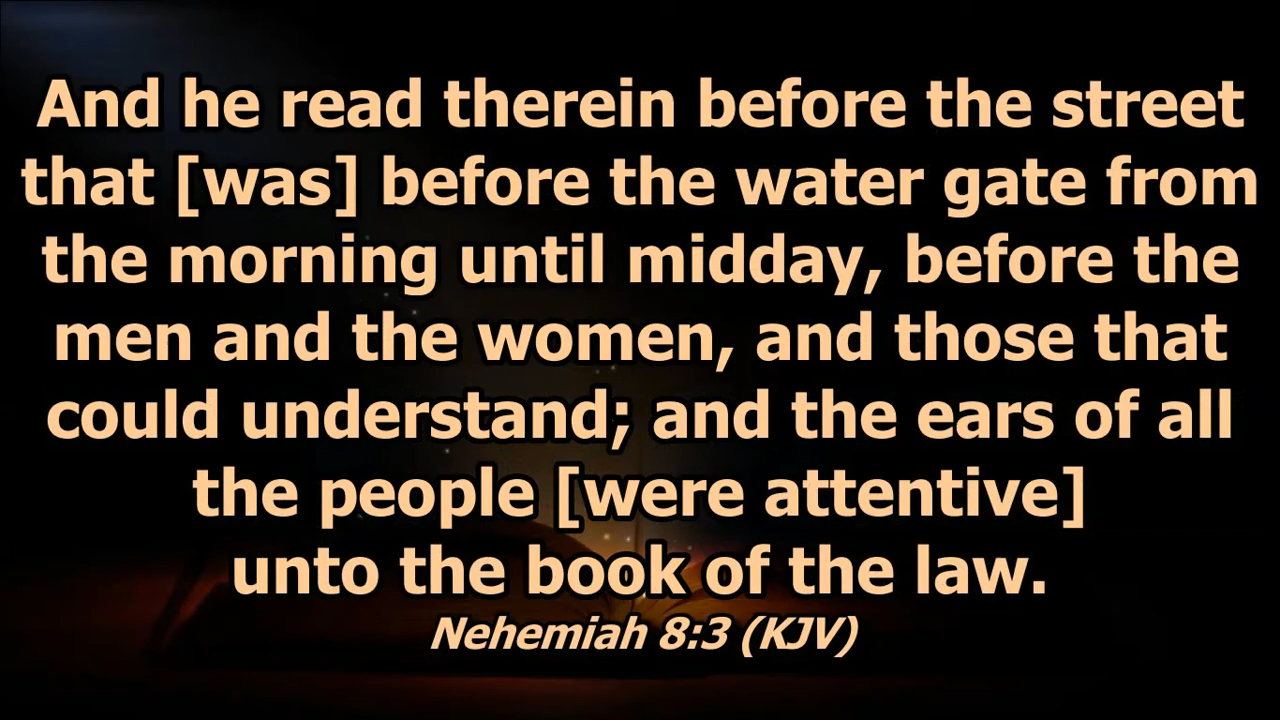 And he read therein before the street
that [was] before the water gate from
the morning until midday, before the
men and the women, and those that
could understand; and the ears of all
the people [were attentive]
unto the book of the law.
Nehemiah 8:3 (KJV)